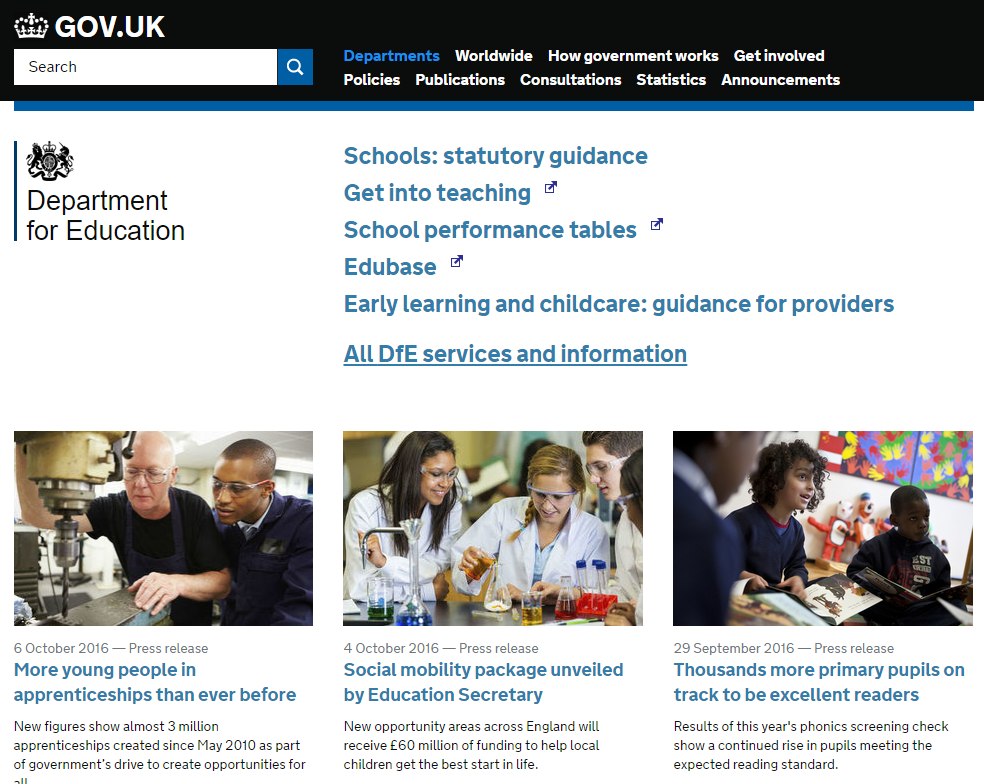 GOV.UK
Search
Departments Worldwide How government works Get involved
Policies Publications Consultations Statistics Announcements
Department
for Education
Schools: statutory guidance
Get into teaching
School performance tables
Edubase
Early learning and childcare: guidance for providers
All DfE services and information
6 October 2016 — Press release
More young people in
apprenticeships than ever before
New figures show almost 3 million
apprenticeships created since May 2010 as part
of government's drive to create opportunities for
all
4 October 2016 — Press release
Social mobility package unveiled
by Education Secretary
New opportunity areas across England will
receive £60 million of funding to help local
children get the best start in life.
29 September 2016 — Press release
Thousands more primary pupils on
track to be excellent readers
Results of this year's phonics screening check
show a continued rise in pupils meeting the
expected reading standard.